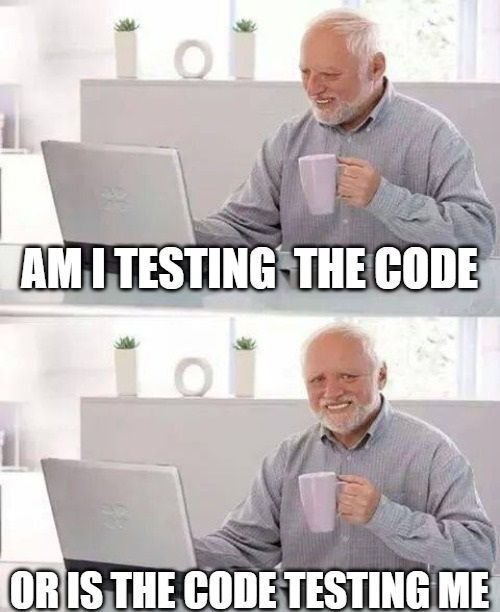 AM I TESTING  THE CODE
OR IS THE CODE TESTING ME